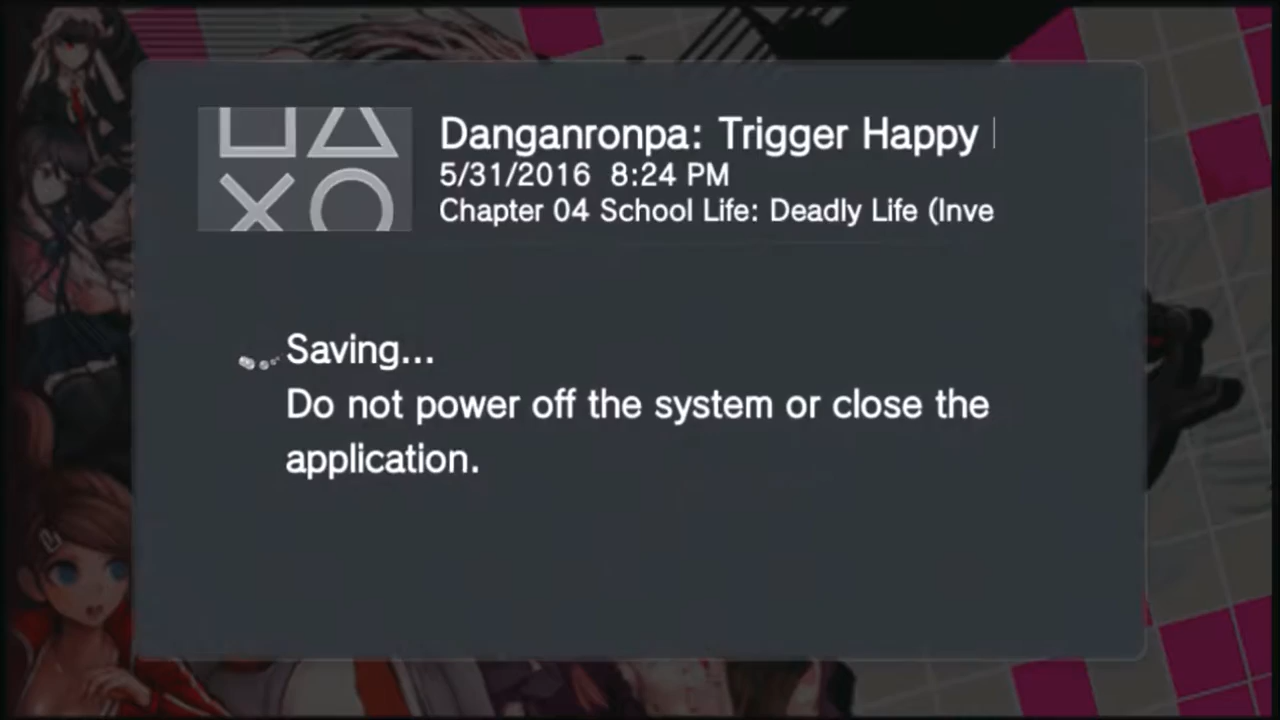 Danganronpa: Trigger Happy
5/31/2016 8:24 PM
Chapter 04 School Life: Deadly Life (Inve
Saving...
Do not power off the system or close the
application.